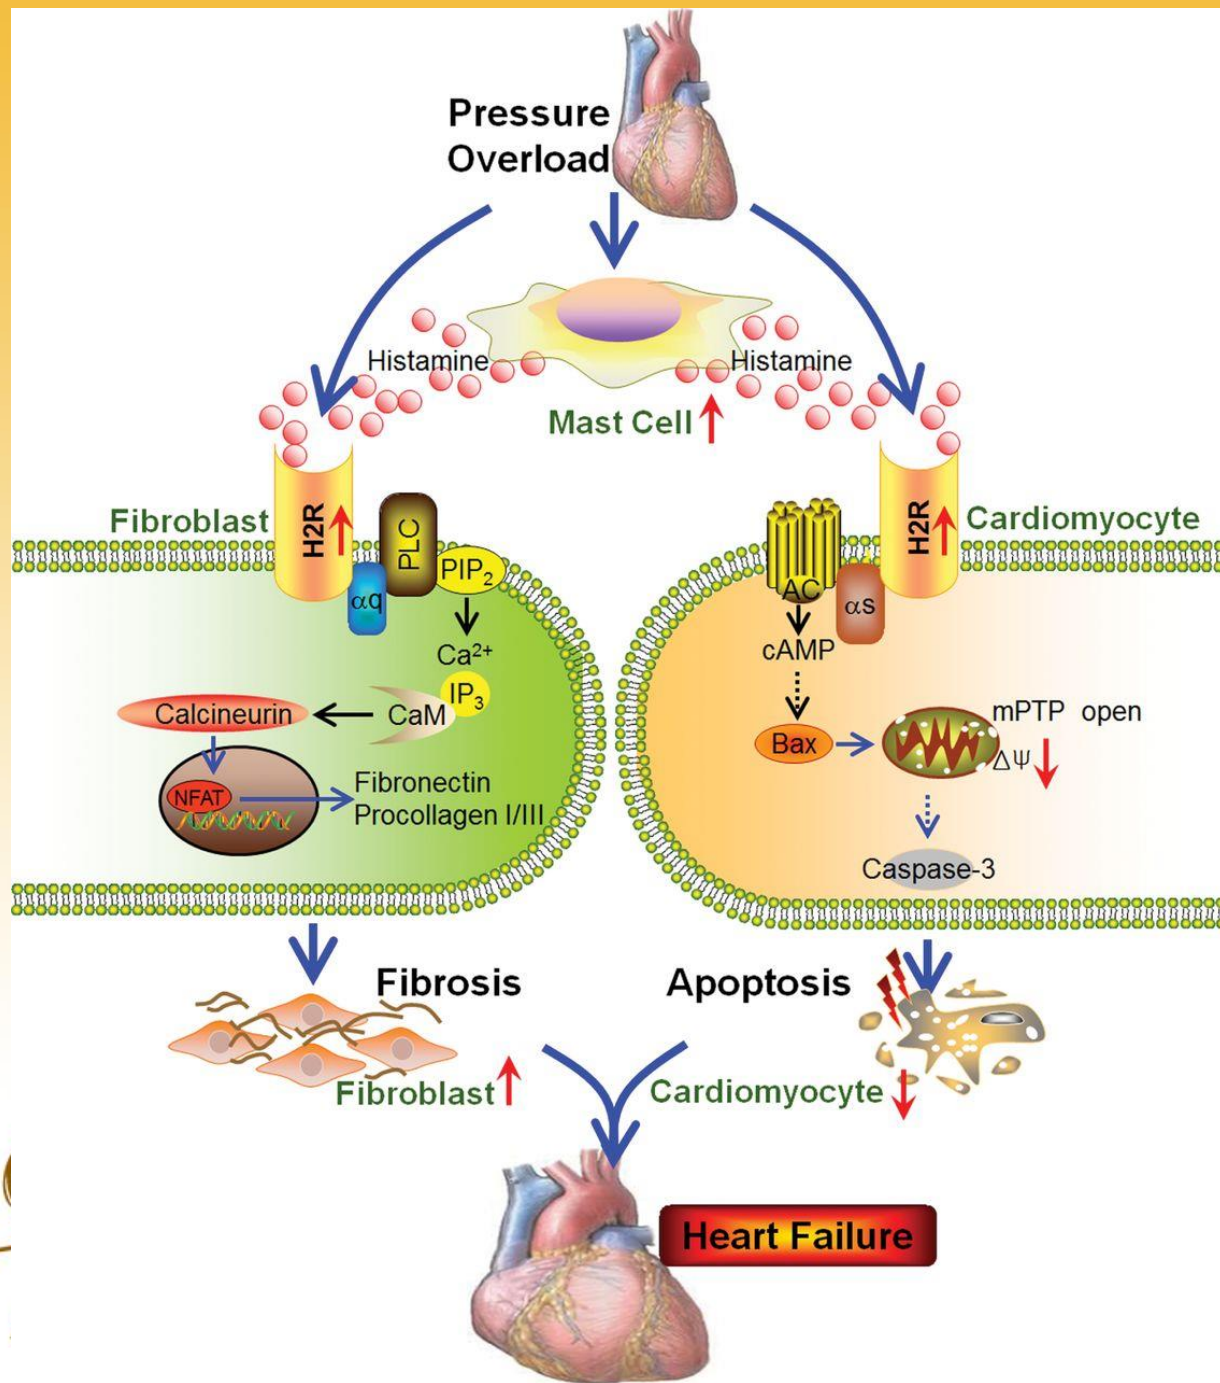 Pressure
Overload
Histamine
Histamine
Mast Cell
Fibroblast
H2R
PLC
PIP₂
αq
Ca²⁺
IP₃
CaM
Calcineurin
NFAT
Fibronectin
Procollagen I/III
Cardiomyocyte
H2R
AC
αs
cAMP
Bax
mPTP open
ΔΨ
Caspase-3
Fibrosis
Fibroblast
Apoptosis
Cardiomyocyte
Heart Failure